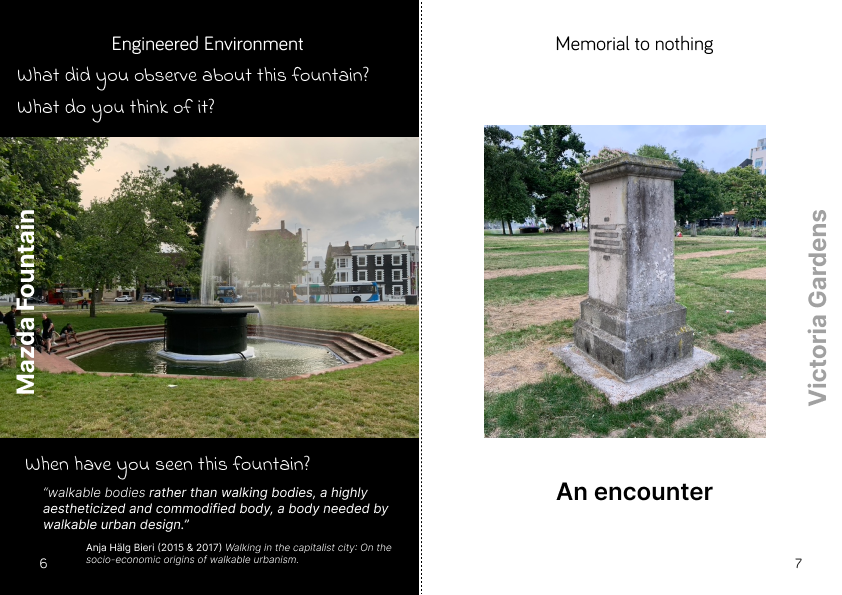 Engineered Environment
What did you observe about this fountain?
What do you think of it?
Mazda Fountain
When have you seen this fountain?
“walkable bodies rather than walking bodies, a highly
aestheticized and commodified body, a body needed by
walkable urban design.”
Anja Hälg Bieri (2015 & 2017) Walking in the capitalist city: On the
socio-economic origins of walkable urbanism.
6
Memorial to nothing
Victoria Gardens
An encounter
7